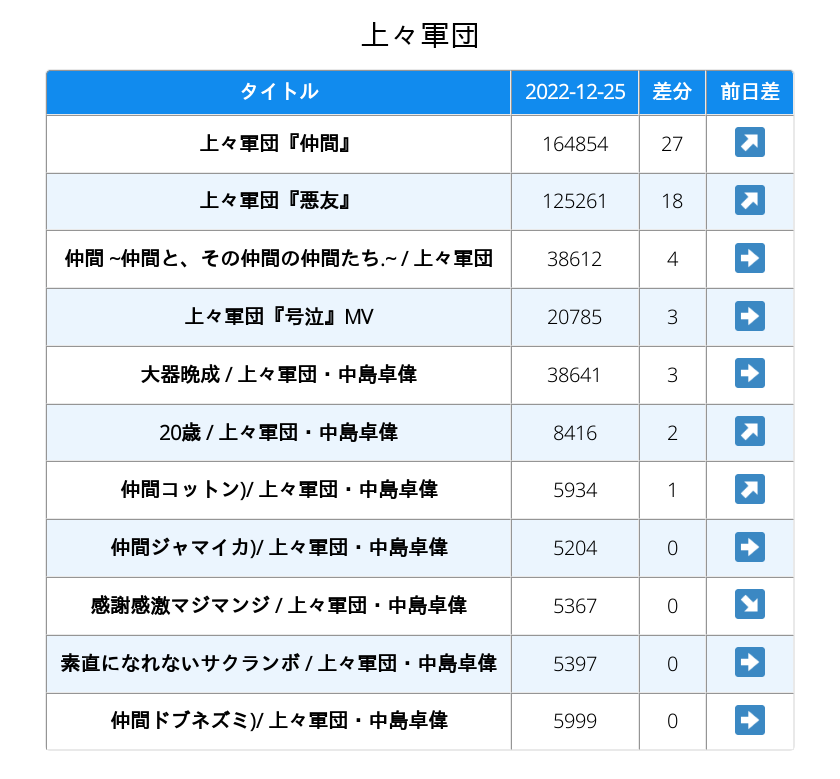 上々軍団
タイトル 2022-12-25 差分 前日差
上々軍団『仲間』 164854 27 ↗
上々軍団『悪友』 125261 18 ↗
仲間 ~仲間と、その仲間の仲間たち.~ / 上々軍団 38612 4 ➡
上々軍団『号泣』MV 20785 3 ➡
大器晩成 / 上々軍団・中島卓偉 38641 3 ➡
20歳 / 上々軍団・中島卓偉 8416 2 ↗
仲間コットン)/ 上々軍団・中島卓偉 5934 1 ↗
仲間ジャマイカ)/ 上々軍団・中島卓偉 5204 0 ➡
感謝感激マジマンジ / 上々軍団・中島卓偉 5367 0 ↘
素直になれないサクランボ / 上々軍団・中島卓偉 5397 0 ➡
仲間ドブネズミ)/ 上々軍団・中島卓偉 5999 0 ➡